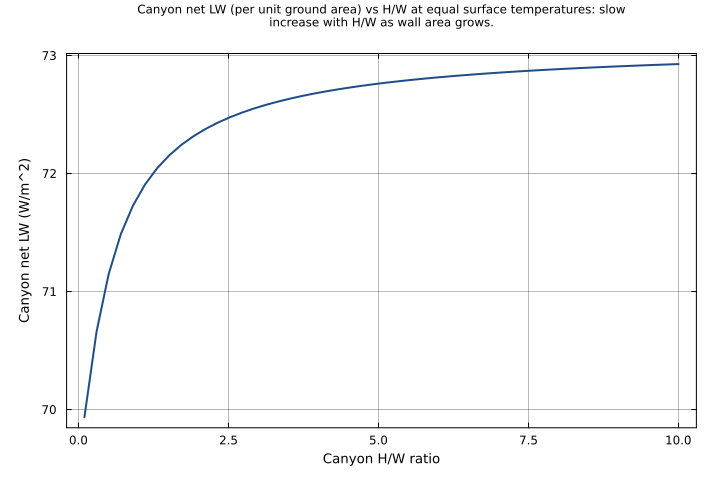 Canyon net LW (per unit ground area) vs H/W at equal surface temperatures: slow
increase with H/W as wall area grows.
73
72
71
70
Canyon net LW (W/m^2)
0.0 2.5 5.0 7.5 10.0
Canyon H/W ratio